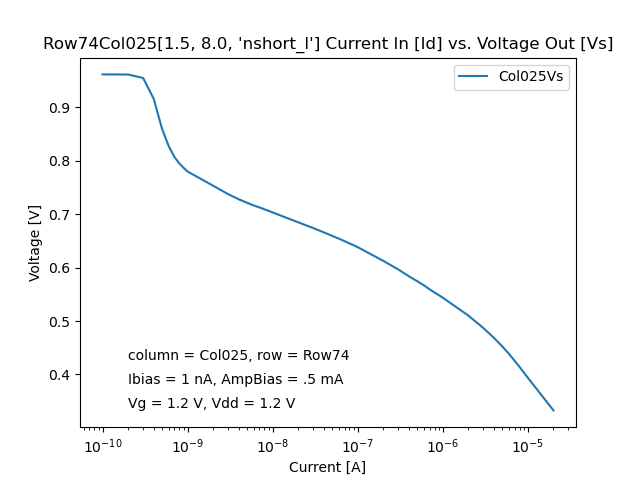 Row74Col025[1.5, 8.0, 'nshort_l'] Current In [Id] vs. Voltage Out [Vs]
Col025Vs
0.9
0.8
0.7
0.6
0.5
0.4
Voltage [V]
column = Col025, row = Row74
Ibias = 1 nA, AmpBias = .5 mA
Vg = 1.2 V, Vdd = 1.2 V
10⁻¹⁰ 10⁻⁹ 10⁻⁸ 10⁻⁷ 10⁻⁶ 10⁻⁵
Current [A]